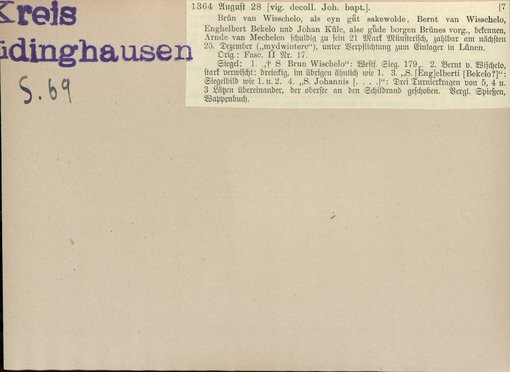 Kreis
üdinghausen
S. 69
1364 August 28 [vig. decoll. Joh. bapt.]. [7
Brün van Wisschelo, als eyn gůt sakewolde, Bernt van Wisschelo,
Enghelbert Bekelo und Johan Küle, alse gůde borgen Brünes vorg., bekennen,
Arnde van Mechelen schuldig zu sein 21 Mark Münsterisch, zahlbar am nächsten
25. Dezember („mydwintere“), unter Verpflichtung zum Einlager in Lünen.
Orig.: Fasc. II Nr. 17.
Siegel: 1. „† S Brun Wischelo“: Westf. Sieg. 179,. 2. Bernt v. Wischelo,
stark verwischt: dreieckig, im übrigen ähnlich wie 1. 3. „S. [Eng]elberti [Bekelo?]“:
Siegelbild wie 1. u. 2. 4. „S. Johannis [. . . .]“: Drei Turnierkragen von 5, 4 u.
3 Lätzen übereinander, der oberste an den Schildrand geschoben. Vergl. Spießen,
Wappenbuch.